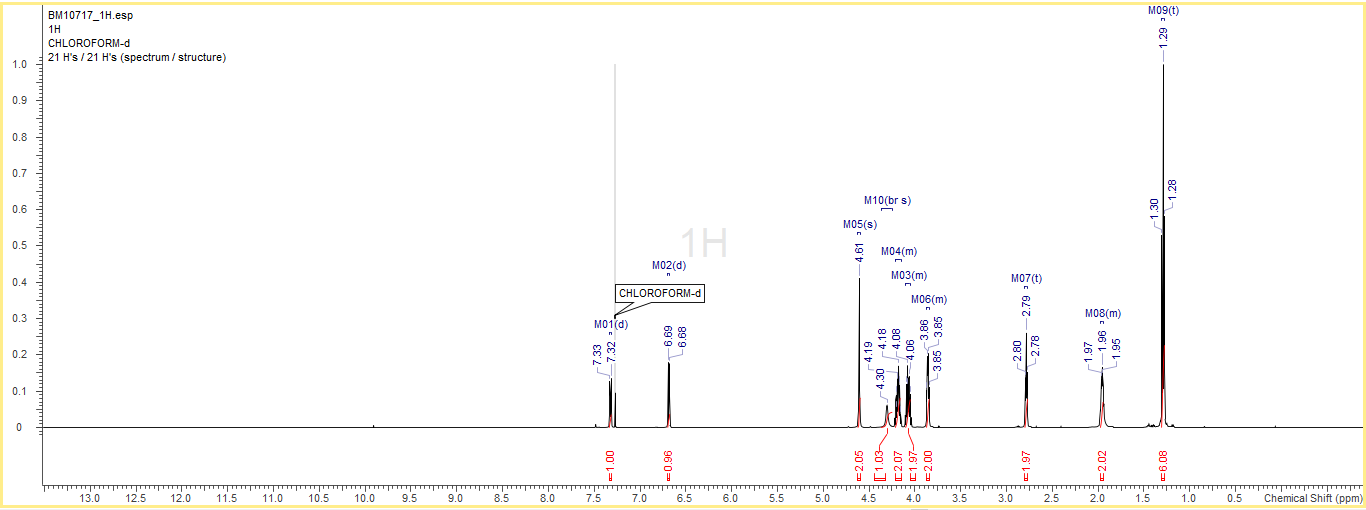 BM10717_1H.esp
1H
CHLOROFORM-d
21 H's / 21 H's (spectrum / structure)
M09(t)
1.29
1.30
1.28
M10(br s)
M05(s)
4.61
1H
M04(m)
M02(d)
M03(m)
M07(t)
CHLOROFORM-d
M06(m)
M01(d)
M08(m)
7.33
7.32
6.69
6.68
4.30
4.19
4.18
4.08
4.06
3.86
3.85
3.85
2.80
2.79
2.78
1.97
1.96
1.95
1.0
0.9
0.8
0.7
0.6
0.5
0.4
0.3
0.2
0.1
0
1.00
0.96
2.05
1.03
2.07
1.97
2.00
1.97
2.02
6.08
13.0 12.5 12.0 11.5 11.0 10.5 10.0 9.5 9.0 8.5 8.0 7.5 7.0 6.5 6.0 5.5 5.0 4.5 4.0 3.5 3.0 2.5 2.0 1.5 1.0 0.5 Chemical Shift (ppm)